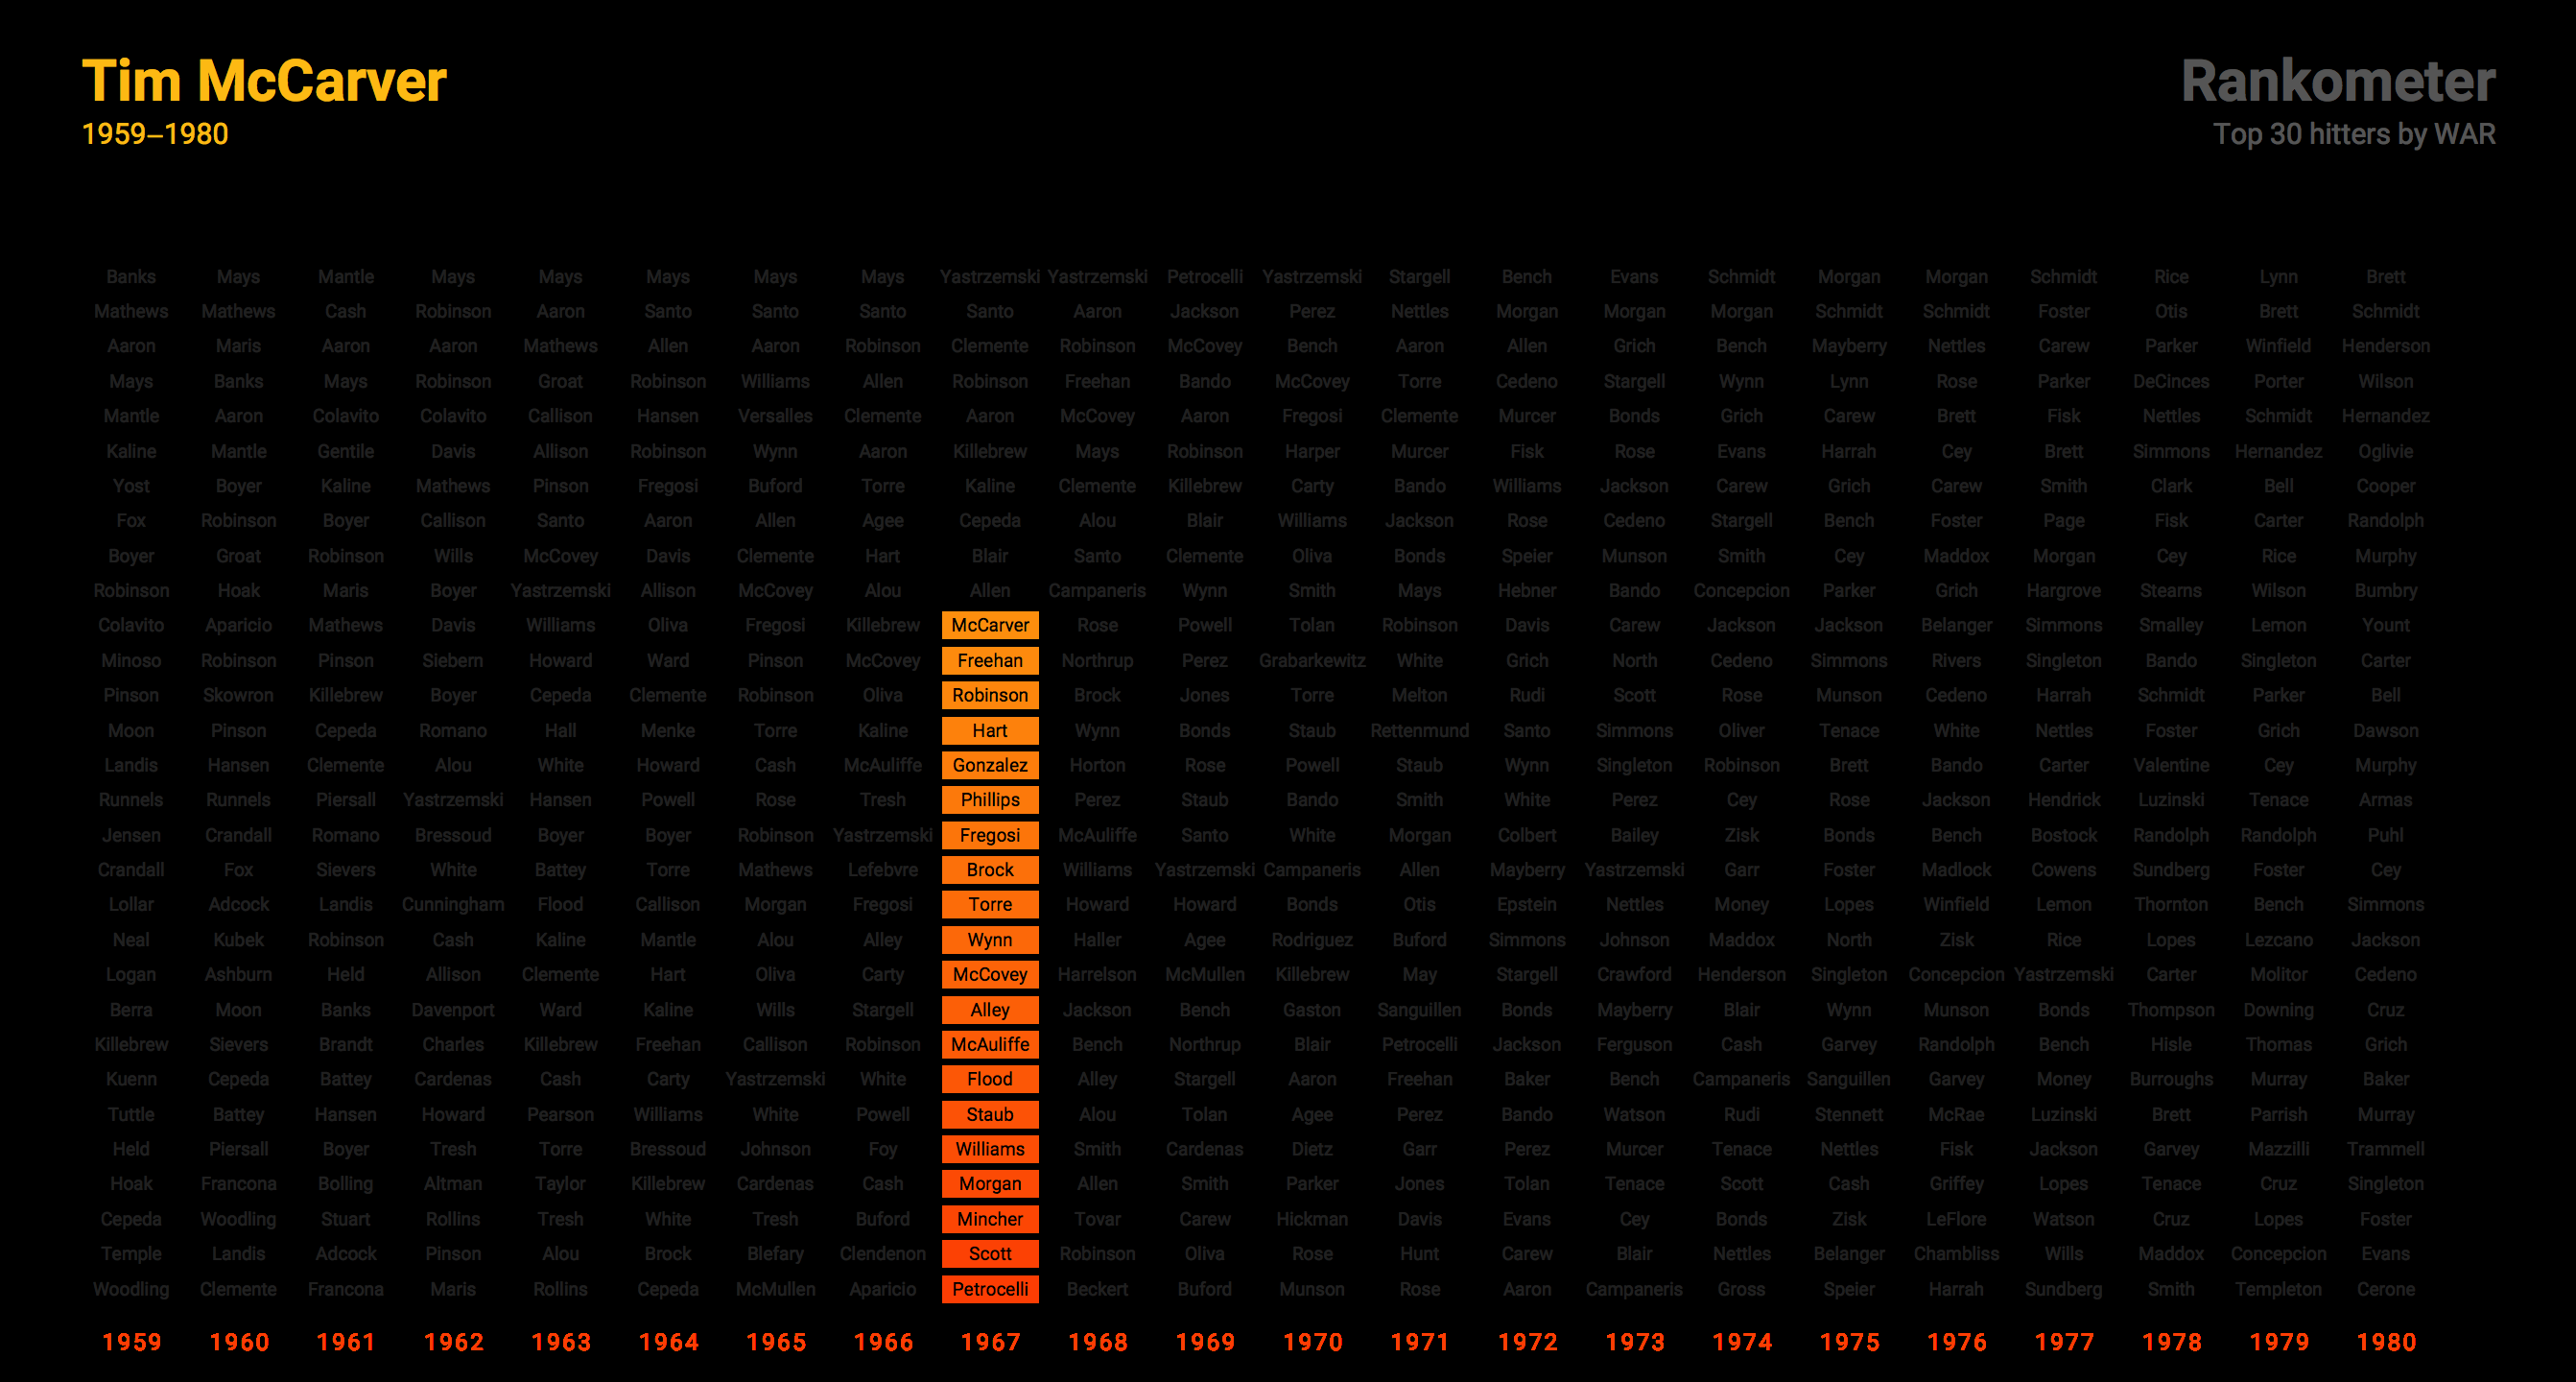 Tim McCarver
1959–1980
Rankometer
Top 30 hitters by WAR
Banks Mays Mantle Mays Mays Mays Mays Mays Yastrzemski Yastrzemski Petrocelli Yastrzemski Stargell Bench Evans Schmidt Morgan Morgan Schmidt Rice Lynn Brett
Mathews Mathews Cash Robinson Aaron Santo Santo Santo Santo Aaron Jackson Perez Nettles Morgan Morgan Morgan Schmidt Schmidt Foster Otis Brett Schmidt
Aaron Maris Aaron Aaron Mathews Allen Aaron Robinson Clemente Robinson McCovey Bench Aaron Allen Grich Bench Mayberry Nettles Carew Parker Winfield Henderson
Mays Banks Mays Robinson Groat Robinson Williams Allen Robinson Freehan Bando McCovey Torre Cedeno Stargell Wynn Lynn Rose Parker DeCinces Porter Wilson
Mantle Aaron Colavito Colavito Callison Hansen Versalles Clemente Aaron McCovey Aaron Fregosi Clemente Murcer Bonds Grich Carew Brett Fisk Nettles Schmidt Hernandez
Kaline Mantle Gentile Davis Allison Robinson Wynn Aaron Killebrew Mays Robinson Harper Murcer Fisk Rose Evans Harrah Cey Brett Simmons Hernandez Oglivie
Yost Boyer Kaline Mathews Pinson Fregosi Buford Torre Kaline Clemente Killebrew Carty Bando Williams Jackson Carew Grich Carew Smith Clark Bell Cooper
Fox Robinson Boyer Callison Santo Aaron Allen Agee Cepeda Alou Blair Williams Jackson Rose Cedeno Stargell Bench Foster Page Fisk Carter Randolph
Boyer Groat Robinson Wills McCovey Davis Clemente Hart Blair Santo Clemente Oliva Bonds Speier Munson Smith Cey Maddox Morgan Cey Rice Murphy
Robinson Hoak Maris Boyer Yastrzemski Allison McCovey Alou Allen Campaneris Wynn Smith Mays Hebner Bando Concepcion Parker Grich Hargrove Stearns Wilson Bumbry
Colavito Aparicio Mathews Davis Williams Oliva Fregosi Killebrew McCarver Rose Powell Tolan Robinson Davis Carew Jackson Jackson Belanger Simmons Smalley Lemon Yount
Minoso Robinson Pinson Siebern Howard Ward Pinson McCovey Freehan Northrup Perez Grabarkewitz White Grich North Cedeno Simmons Rivers Singleton Bando Singleton Carter
Pinson Skowron Killebrew Boyer Cepeda Clemente Robinson Oliva Robinson Brock Jones Torre Melton Rudi Scott Rose Munson Cedeno Harrah Schmidt Parker Bell
Moon Pinson Cepeda Romano Hall Menke Torre Kaline Hart Wynn Bonds Staub Rettenmund Santo Simmons Oliver Tenace White Nettles Foster Grich Dawson
Landis Hansen Clemente Alou White Howard Cash McAuliffe Gonzalez Horton Rose Powell Staub Wynn Singleton Robinson Brett Bando Carter Valentine Cey Murphy
Runnels Runnels Piersall Yastrzemski Hansen Powell Rose Tresh Phillips Perez Staub Bando Smith White Perez Cey Rose Jackson Hendrick Luzinski Tenace Armas
Jensen Crandall Romano Bressoud Boyer Boyer Robinson Yastrzemski Fregosi McAuliffe Santo White Morgan Colbert Bailey Zisk Bonds Bench Bostock Randolph Randolph Puhl
Crandall Fox Sievers White Battey Torre Mathews Lefebvre Brock Williams Yastrzemski Campaneris Allen Mayberry Yastrzemski Garr Foster Madlock Cowens Sundberg Foster Cey
Lollar Adcock Landis Cunningham Flood Callison Morgan Fregosi Torre Howard Howard Bonds Otis Epstein Nettles Money Lopes Winfield Lemon Thornton Bench Simmons
Neal Kubek Robinson Cash Kaline Mantle Alou Alley Wynn Haller Agee Rodriguez Buford Simmons Johnson Maddox North Zisk Rice Lopes Lezcano Jackson
Logan Ashburn Held Allison Clemente Hart Oliva Carty McCovey Harrelson McMullen Killebrew May Stargell Crawford Henderson Singleton Concepcion Yastrzemski Carter Molitor Cedeno
Berra Moon Banks Davenport Ward Kaline Wills Stargell Alley Jackson Bench Gaston Sanguillen Bonds Mayberry Blair Wynn Munson Bonds Thompson Downing Cruz
Killebrew Sievers Brandt Charles Killebrew Freehan Callison Robinson McAuliffe Bench Northrup Blair Petrocelli Jackson Ferguson Cash Garvey Randolph Bench Hisle Thomas Grich
Kuenn Cepeda Battey Cardenas Cash Carty Yastrzemski White Flood Alley Stargell Aaron Freehan Baker Bench Campaneris Sanguillen Garvey Money Burroughs Murray Baker
Tuttle Battey Hansen Howard Pearson Williams White Powell Staub Alou Tolan Agee Perez Bando Watson Rudi Stennett McRae Luzinski Brett Parrish Murray
Held Piersall Boyer Tresh Torre Bressoud Johnson Foy Williams Smith Cardenas Dietz Garr Perez Murcer Tenace Nettles Fisk Jackson Garvey Mazzilli Trammell
Hoak Francona Bolling Altman Taylor Killebrew Cardenas Cash Morgan Allen Smith Parker Jones Tolan Tenace Scott Cash Griffey Lopes Tenace Cruz Singleton
Cepeda Woodling Stuart Rollins Tresh White Tresh Buford Mincher Tovar Carew Hickman Davis Evans Cey Bonds Zisk LeFlore Watson Cruz Lopes Foster
Temple Landis Adcock Pinson Alou Brock Blefary Clendenon Scott Robinson Oliva Rose Hunt Carew Blair Nettles Belanger Chambliss Wills Maddox Concepcion Evans
Woodling Clemente Francona Maris Rollins Cepeda McMullen Aparicio Petrocelli Beckert Buford Munson Rose Aaron Campaneris Gross Speier Harrah Sundberg Smith Templeton Cerone
1959 1960 1961 1962 1963 1964 1965 1966 1967 1968 1969 1970 1971 1972 1973 1974 1975 1976 1977 1978 1979 1980